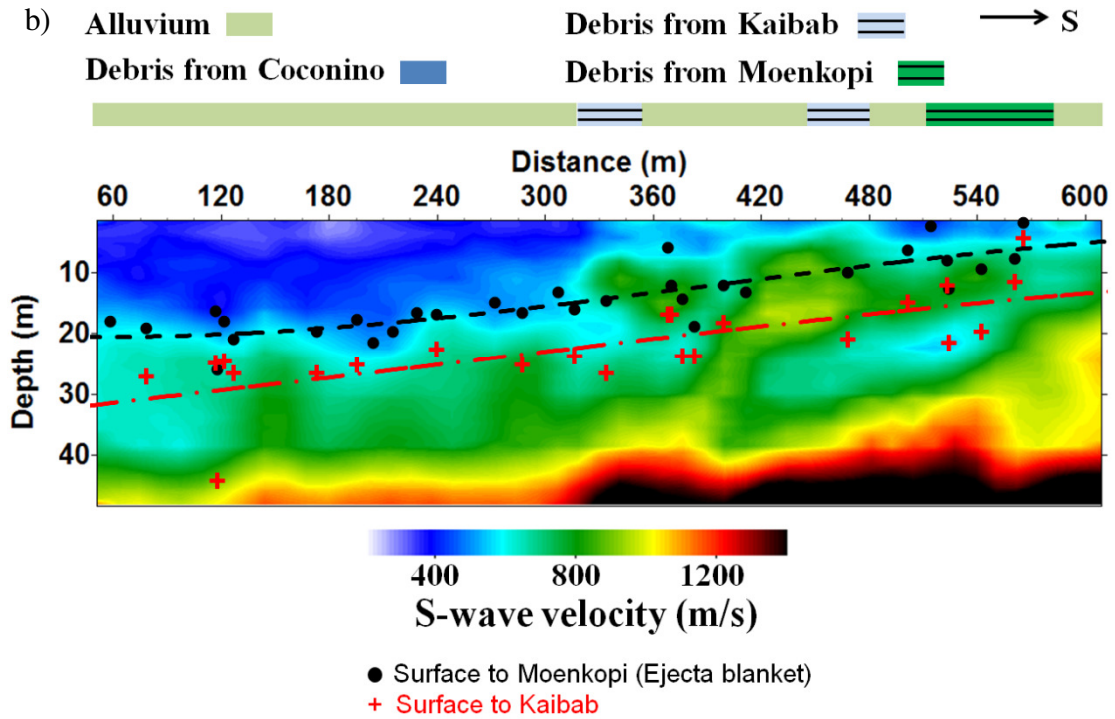 b)
Alluvium
Debris from Kaibab
S
Debris from Coconino
Debris from Moenkopi
Distance (m)
60 120 180 240 300 360 420 480 540 600
Depth (m)
10
20
30
40
400 800 1200
S-wave velocity (m/s)
Surface to Moenkopi (Ejecta blanket)
Surface to Kaibab